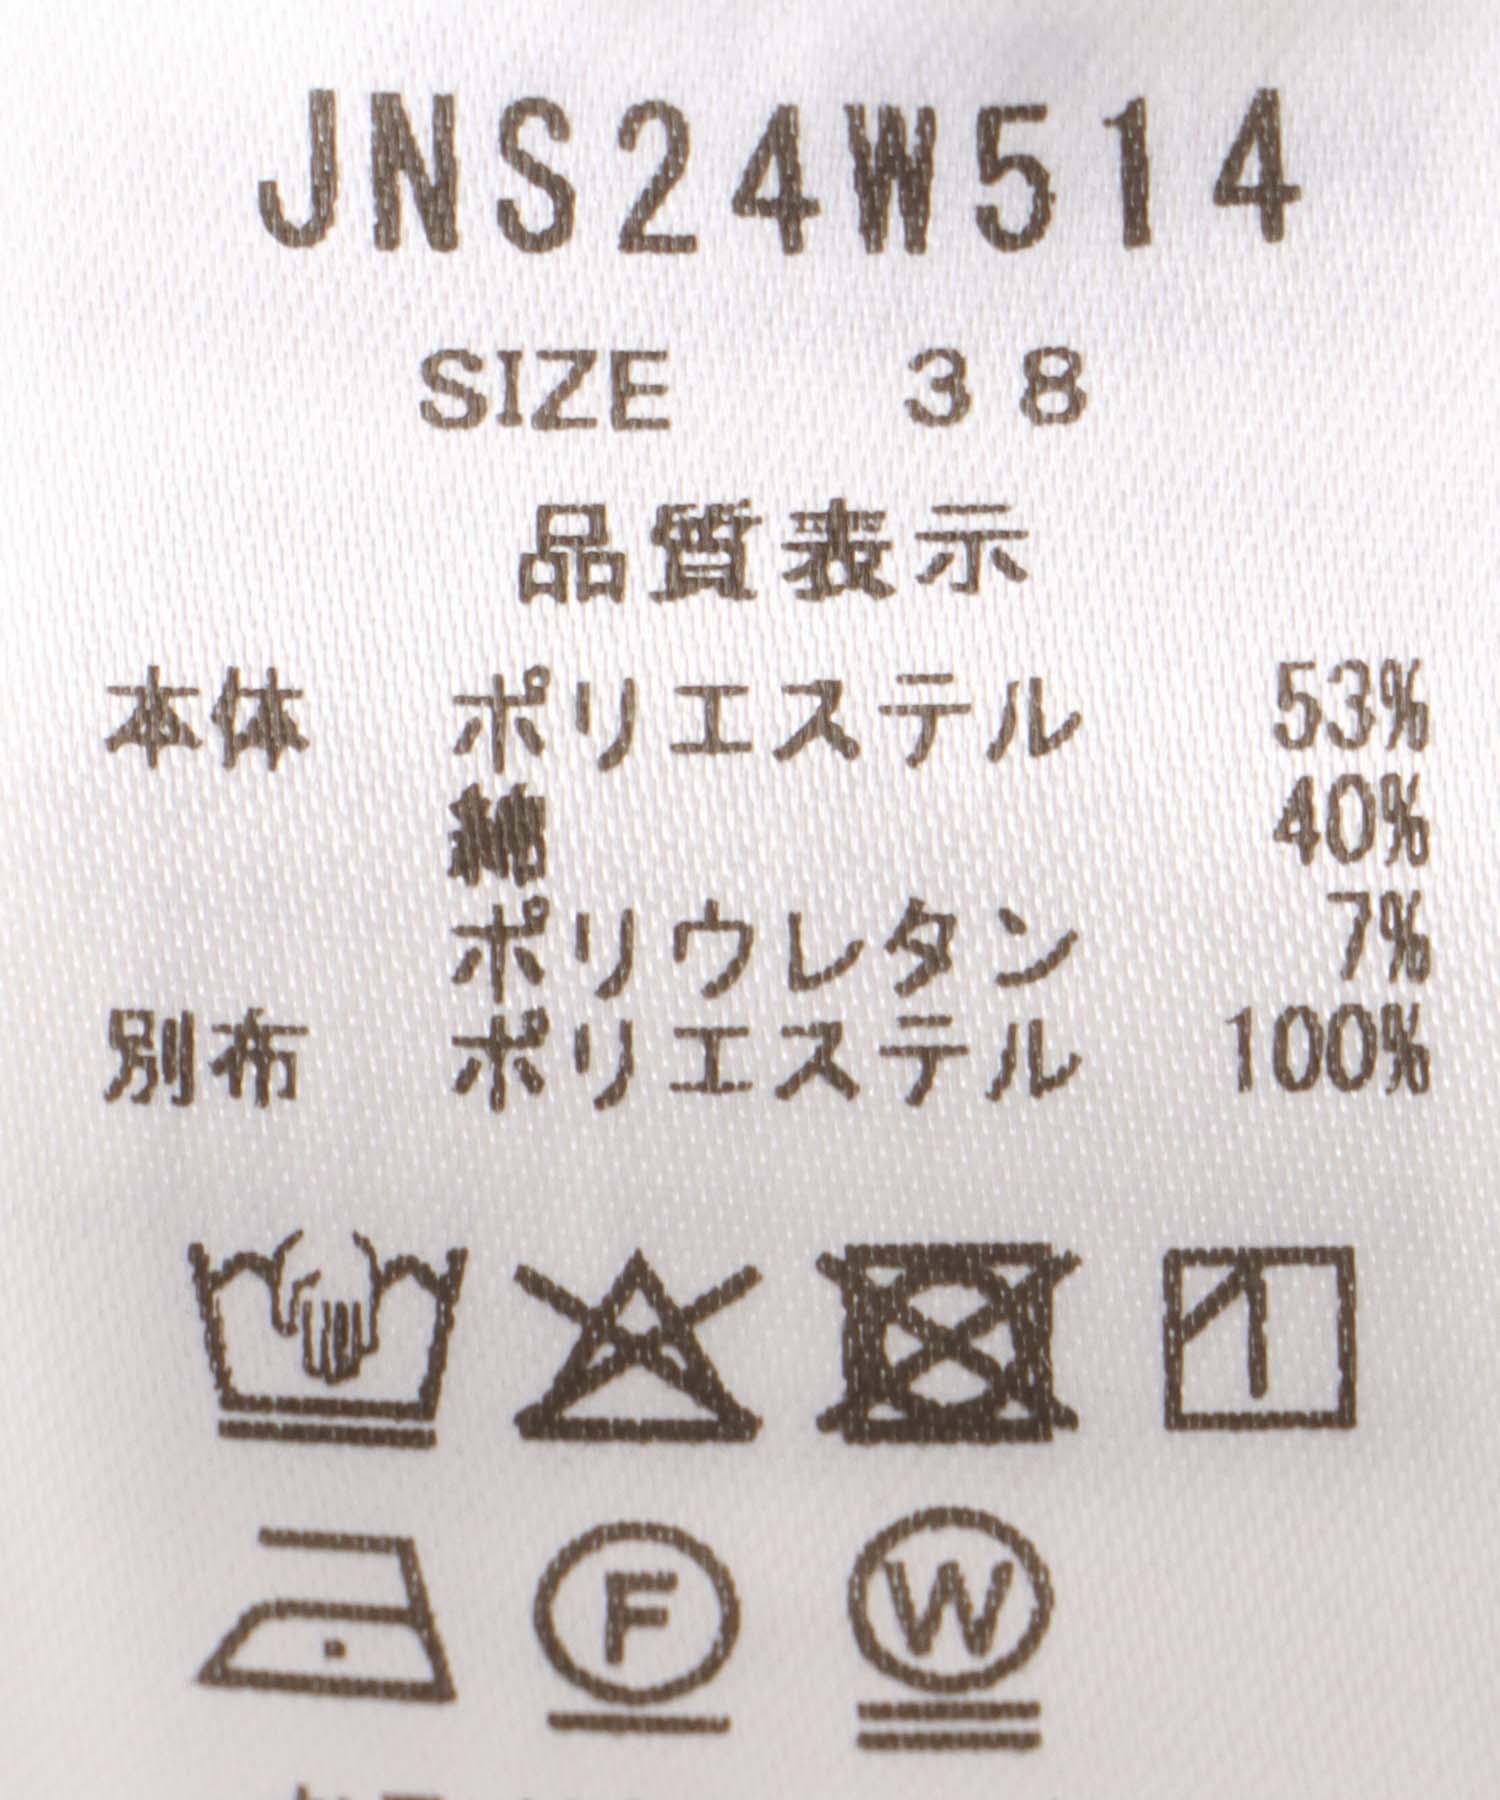 JNS24W514
SIZE 38
品質表示
本体 ポリエステル 53%
綿 40%
ポリウレタン 7%
別布 ポリエステル 100%
F W